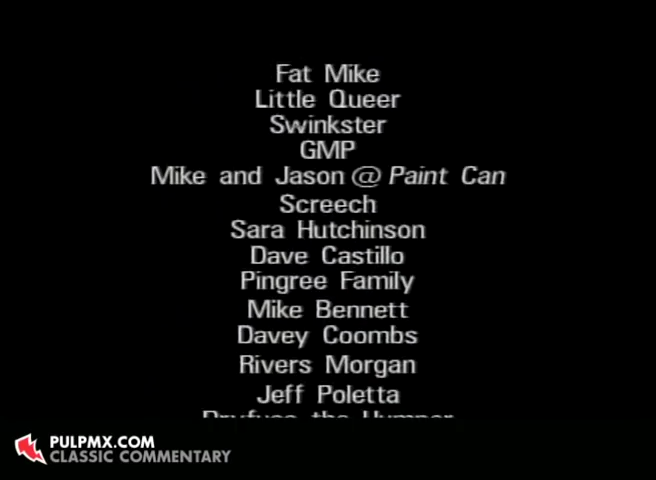 Fat Mike
Little Queer
Swinkster
GMP
Mike and Jason @ Paint Can
Screech
Sara Hutchinson
Dave Castillo
Pingree Family
Mike Bennett
Davey Coombs
Rivers Morgan
Jeff Poletta
the
PULPMX.COM
CLASSIC COMMENTARY